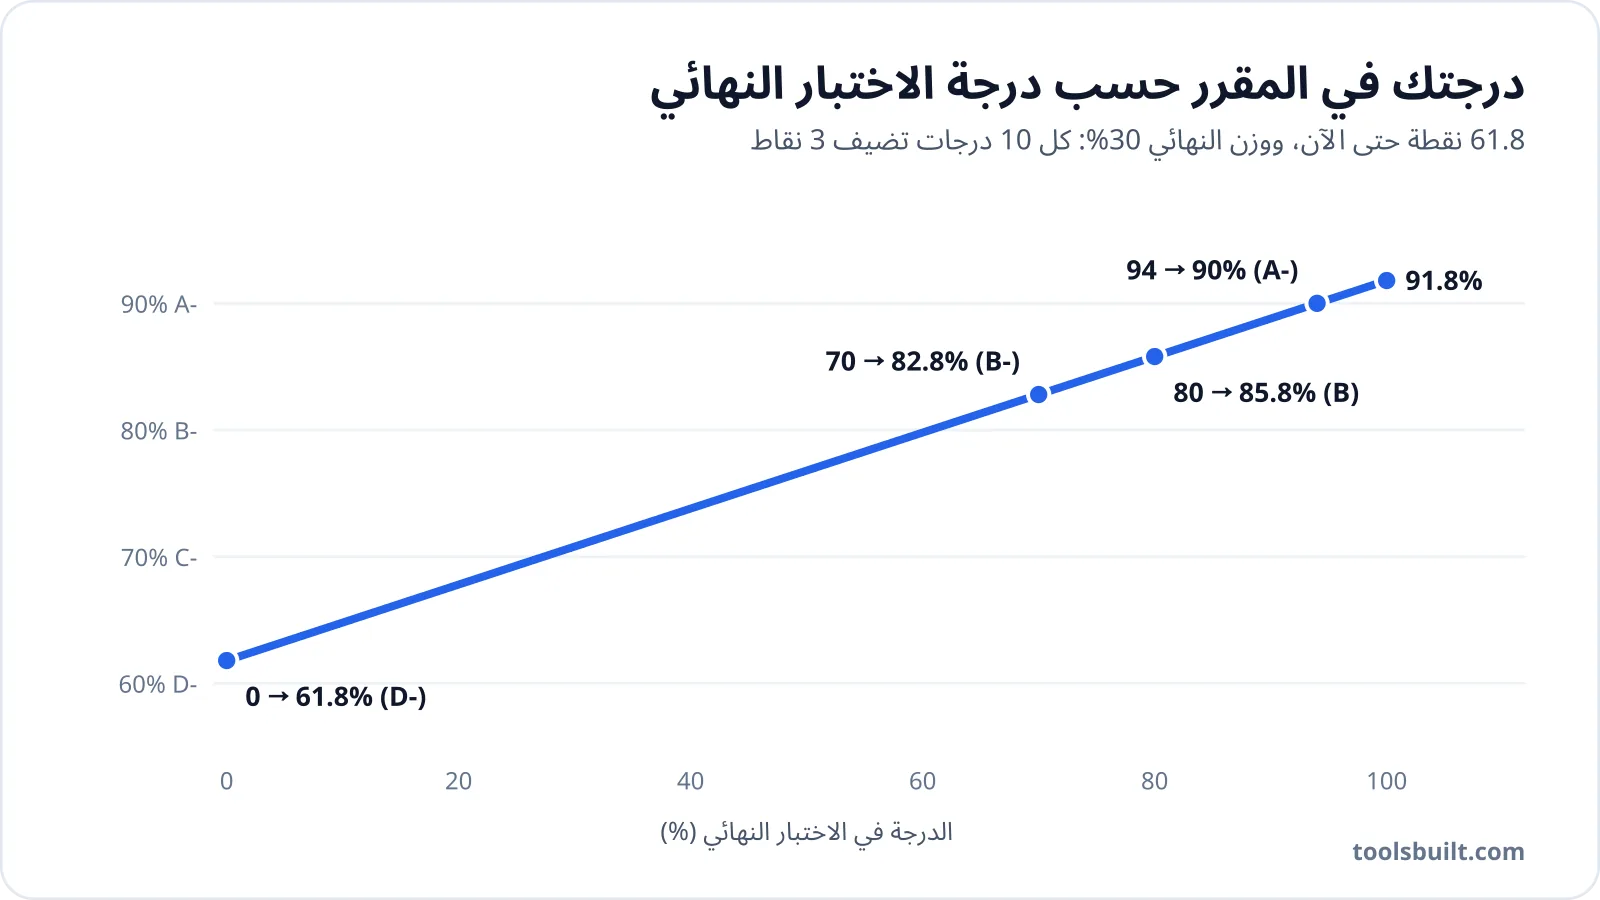 درجتك في المقرر حسب درجة الاختبار النهائي
61.8 نقطة حتى الآن، ووزن النهائي 30%: كل 10 درجات تضيف 3 نقاط
94 → 90% (A-)
91.8%
90% A-
70 → 82.8% (B-)
80 → 85.8% (B)
80% B-
70% C-
60% D-
0 → 61.8% (D-)
0 20 40 60 80 100
الدرجة في الاختبار النهائي (%)
toolsbuilt.com